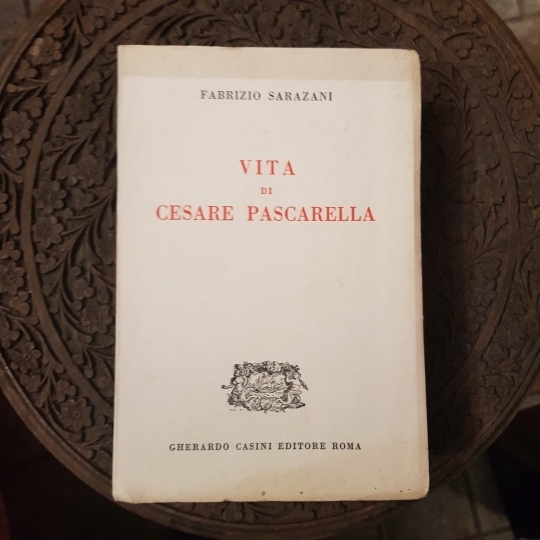 FABRIZIO SARAZANI
VITA
DI
CESARE PASCARELLA
GHERARDO CASINI EDITORE ROMA